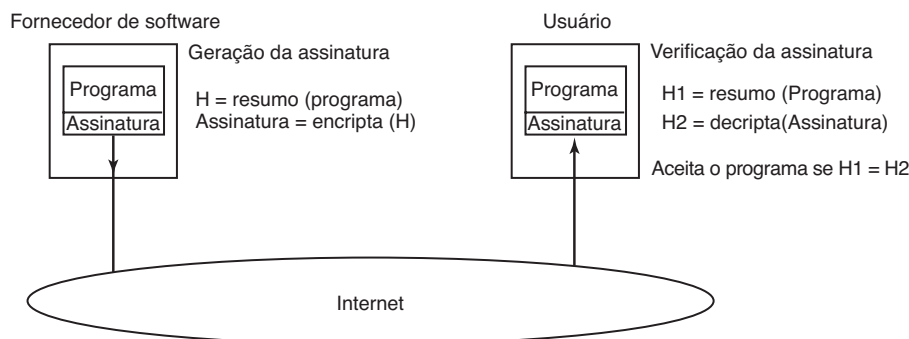 Fornecedor de software
Geração da assinatura
Programa
Assinatura
H = resumo (programa)
Assinatura = encripta (H)
Usuário
Verificação da assinatura
Programa
Assinatura
H1 = resumo (Programa)
H2 = decripta(Assinatura)
Aceita o programa se H1 = H2
Internet